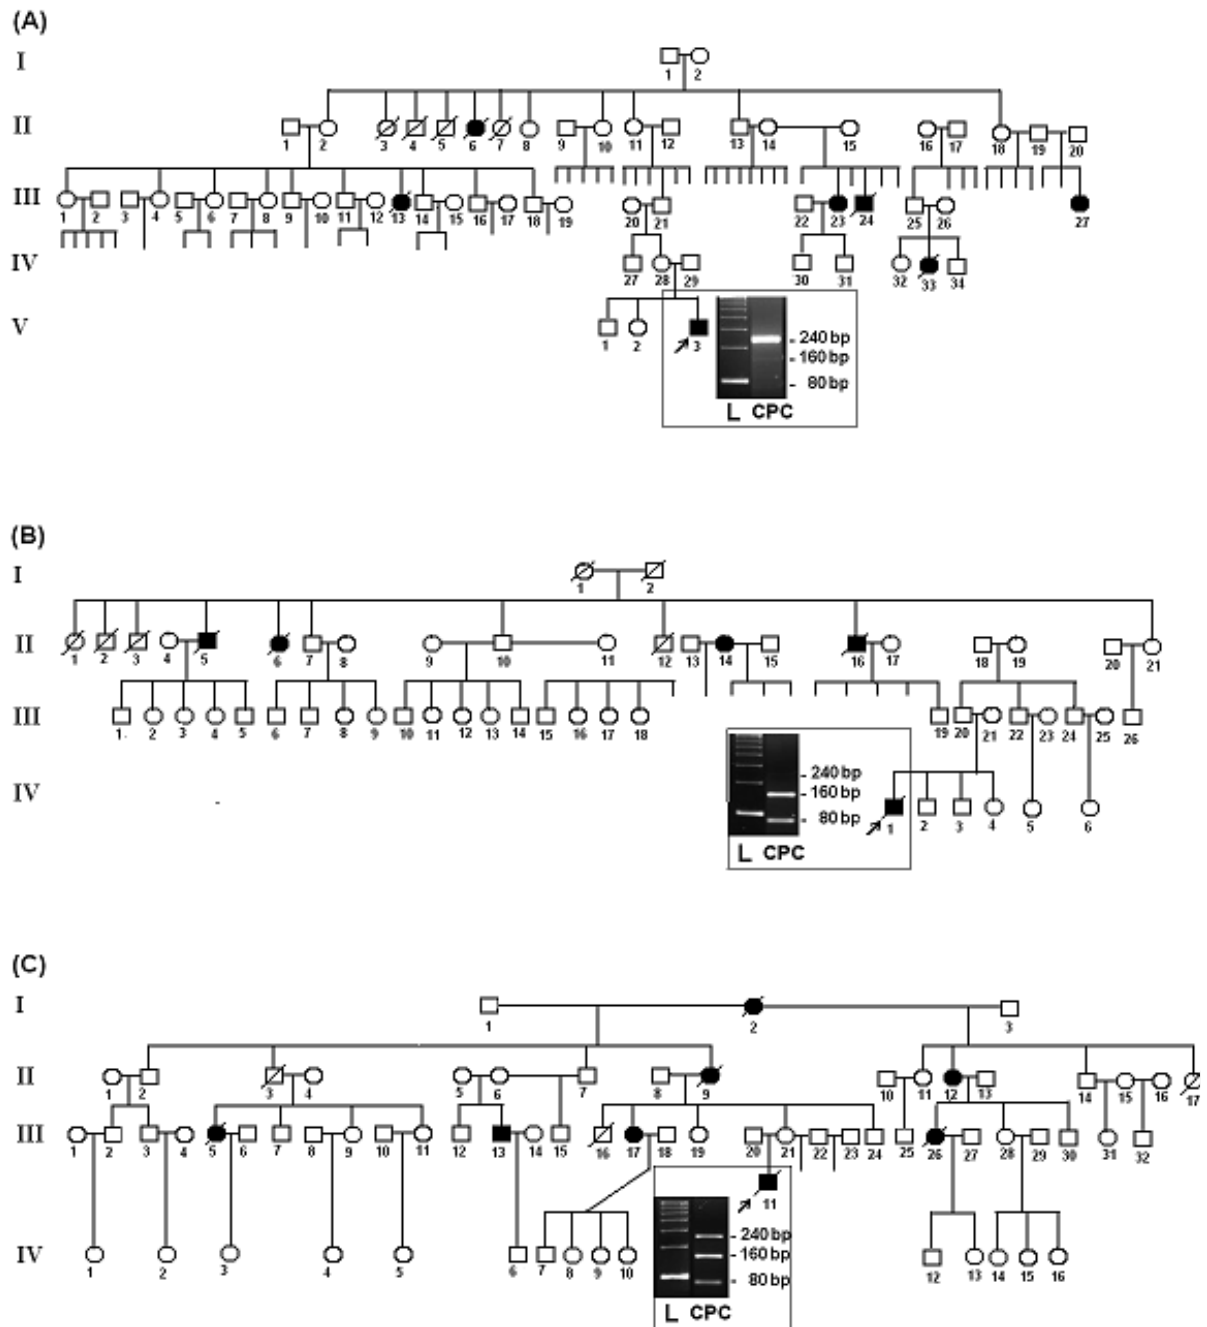 (A)
I
1 2
II
1 2 3 4 5 6 7 8 9 10 11 12 13 14 15 16 17 18 19 20
III
1 2 3 4 5 6 7 8 9 10 11 12 13 14 15 16 17 18 19 20 21 22 23 24 25 26 27
IV
27 28 29 30 31 32 33 34
V
1 2 3
240 bp
160 bp
80 bp
L CPC
(B)
I
1 2
II
1 2 3 4 5 6 7 8 9 10 11 12 13 14 15 16 17 18 19 20 21
III
1 2 3 4 5 6 7 8 9 10 11 12 13 14 15 16 17 18 19 20 21 22 23 24 25 26
IV
240 bp
160 bp
80 bp
1 2 3 4 5 6
L CPC
(C)
I
1 2 3
II
1 2 3 4 5 6 7 8 9 10 11 12 13 14 15 16 17
III
1 2 3 4 5 6 7 8 9 10 11 12 13 14 15 16 17 18 19 20 21 22 23 24 25 26 27 28 29 30 31 32
11
240 bp
160 bp
80 bp
IV
1 2 3 4 5 6 7 8 9 10 12 13 14 15 16
L CPC